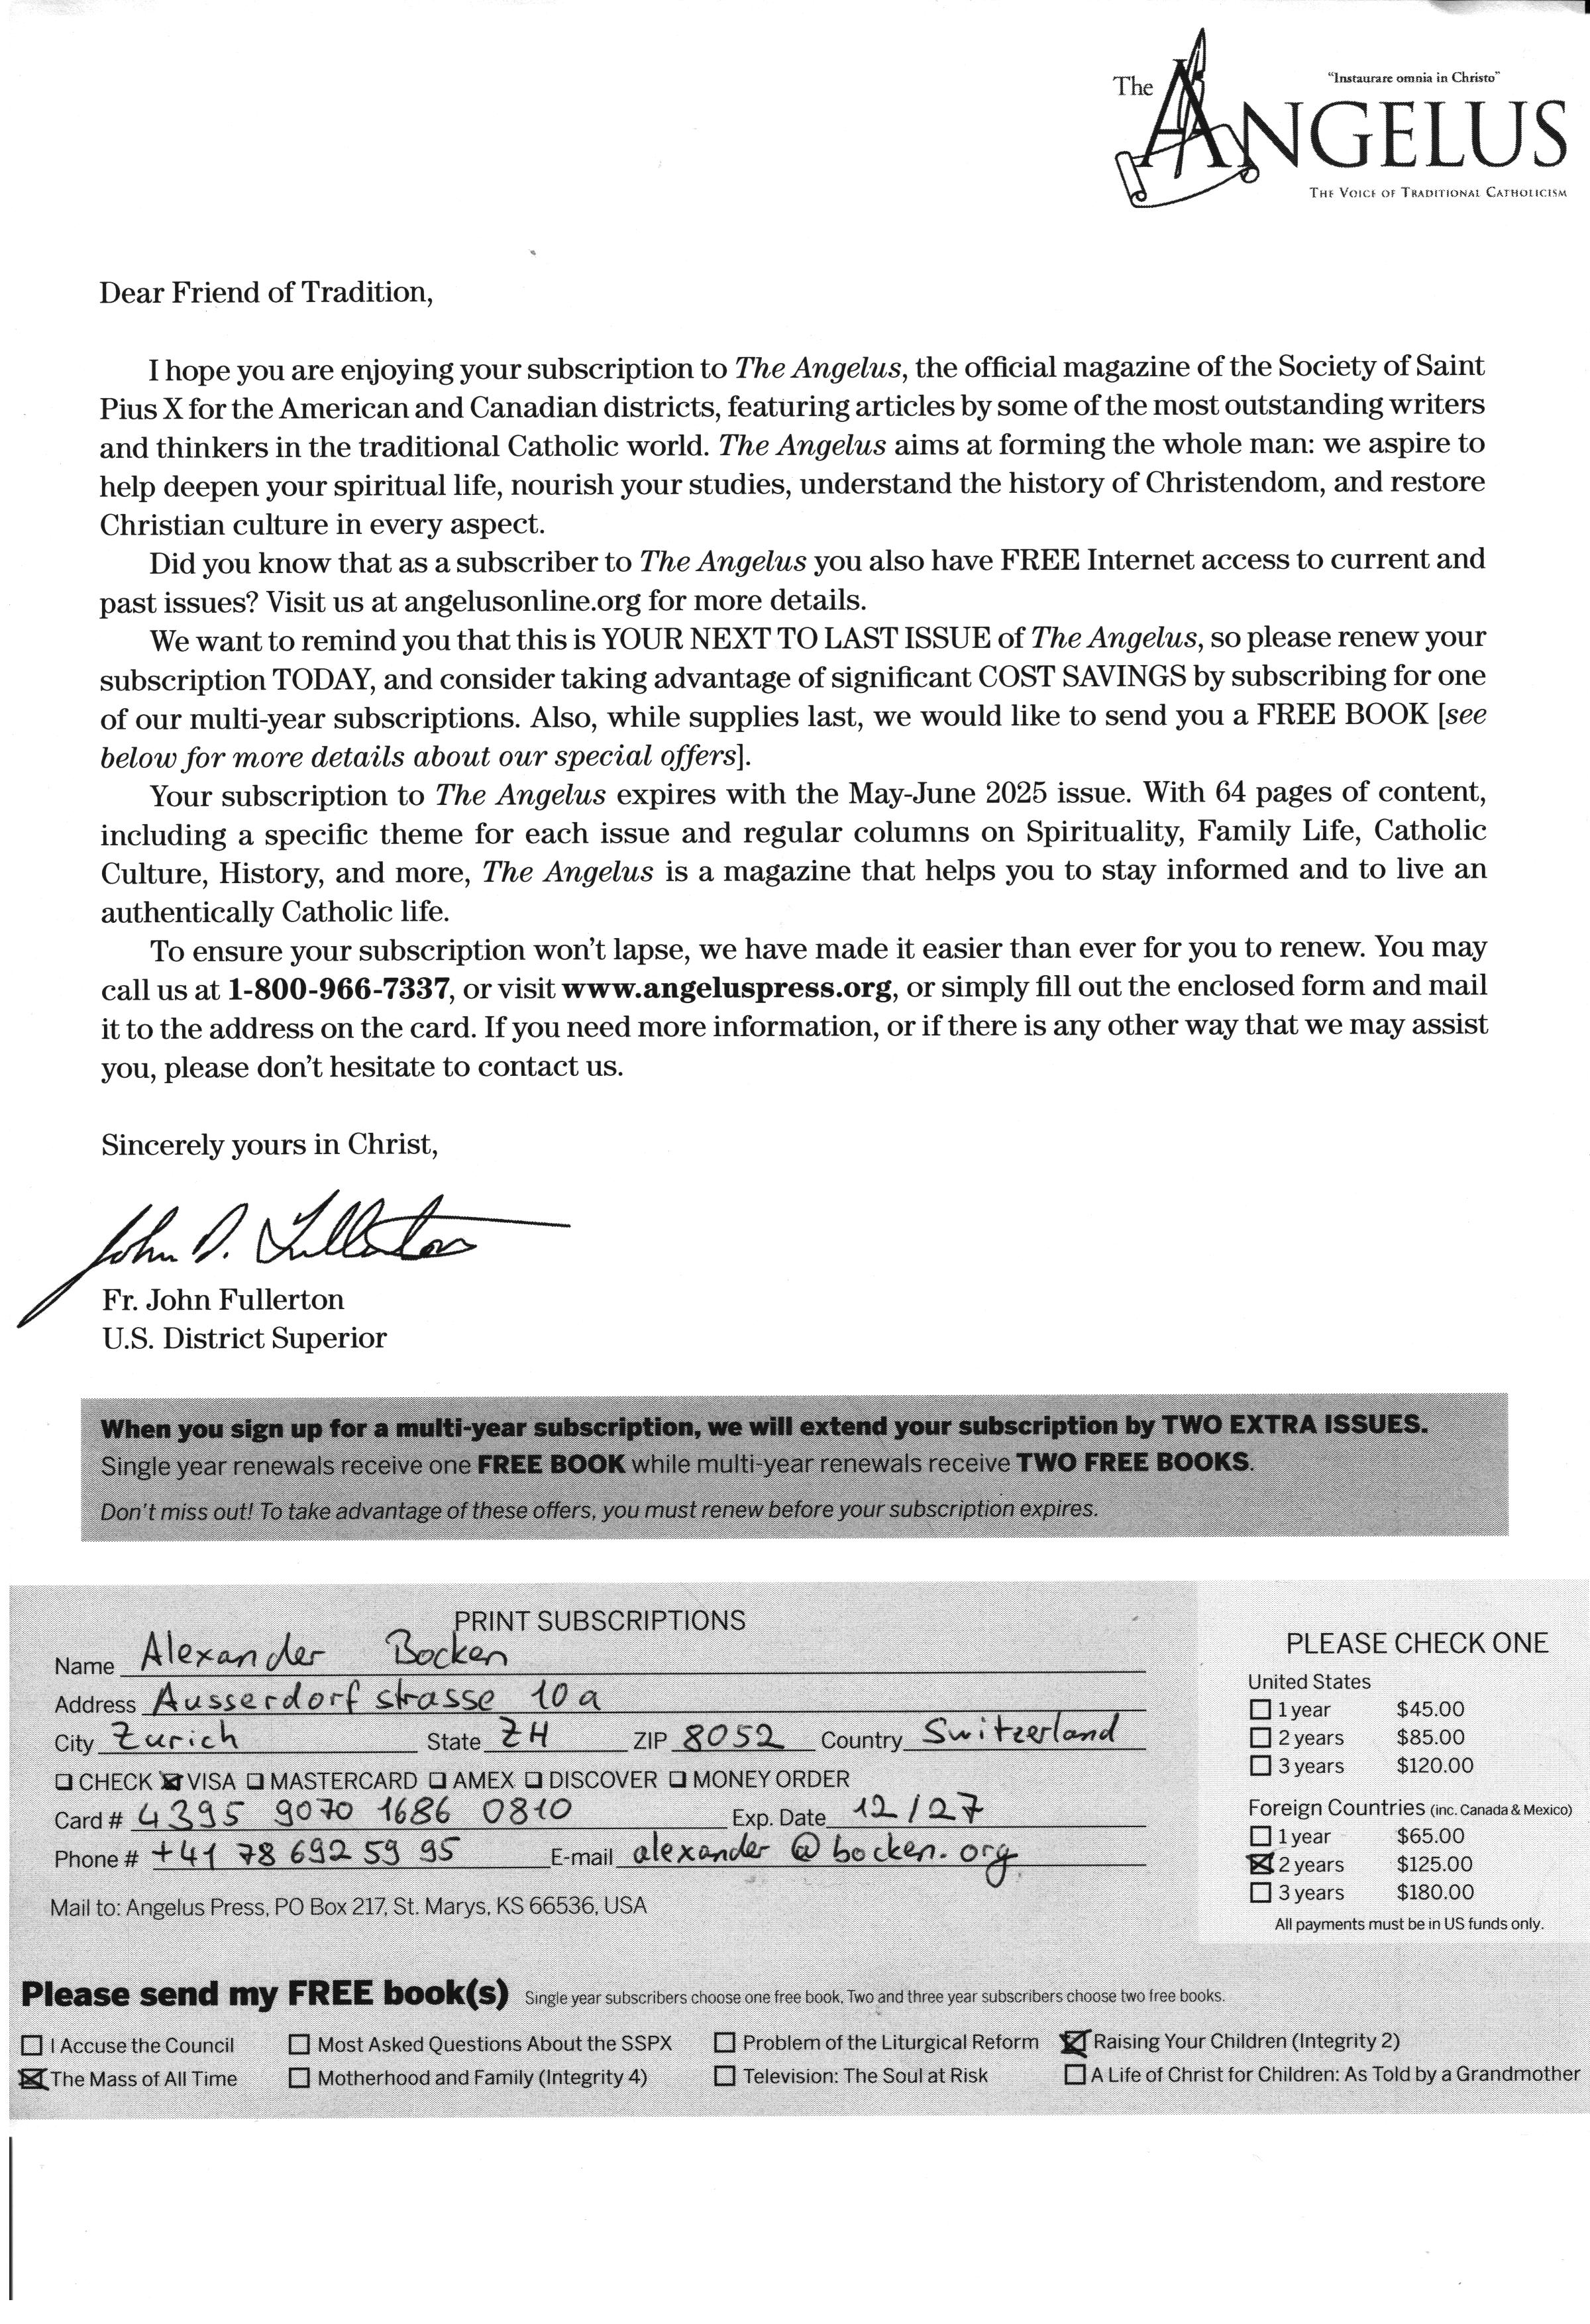 The
"Instaurare omnia in Christo"
ANGELUS
THE VOICE OF TRADITIONAL CATHOLICISM
Dear Friend of Tradition,
I hope you are enjoying your subscription to The Angelus, the official magazine of the Society of Saint
Pius X for the American and Canadian districts, featuring articles by some of the most outstanding writers
and thinkers in the traditional Catholic world. The Angelus aims at forming the whole man: we aspire to
help deepen your spiritual life, nourish your studies, understand the history of Christendom, and restore
Christian culture in every aspect.
Did you know that as a subscriber to The Angelus you also have FREE Internet access to current and
past issues? Visit us at angelusonline.org for more details.
We want to remind you that this is YOUR NEXT TO LAST ISSUE of The Angelus, so please renew your
subscription TODAY, and consider taking advantage of significant COST SAVINGS by subscribing for one
of our multi-year subscriptions. Also, while supplies last, we would like to send you a FREE BOOK [see
below for more details about our special offers].
Your subscription to The Angelus expires with the May-June 2025 issue. With 64 pages of content,
including a specific theme for each issue and regular columns on Spirituality, Family Life, Catholic
Culture, History, and more, The Angelus is a magazine that helps you to stay informed and to live an
authentically Catholic life.
To ensure your subscription won't lapse, we have made it easier than ever for you to renew. You may
call us at 1-800-966-7337, or visit www.angeluspress.org, or simply fill out the enclosed form and mail
it to the address on the card. If you need more information, or if there is any other way that we may assist
you, please don't hesitate to contact us.
Sincerely yours in Christ,
John D. Fullerton
Fr. John Fullerton
U.S. District Superior
When you sign up for a multi-year subscription, we will extend your subscription by TWO EXTRA ISSUES.
Single year renewals receive one FREE BOOK while multi-year renewals receive TWO FREE BOOKS.
Don't miss out! To take advantage of these offers, you must renew before your subscription expires.
PRINT SUBSCRIPTIONS
Name Alexander Bocken
Address Ausserdorfstrasse 10a
City Zurich State ZH ZIP 8052 Country Switzerland
☐ CHECK ☒ VISA ☐ MASTERCARD ☐ AMEX ☐ DISCOVER ☐ MONEY ORDER
Card # 4395 9070 1686 0810 Exp. Date 12/27
Phone # +41 78 692 59 95 E-mail alexander@bocken.org
Mail to: Angelus Press, PO Box 217, St. Marys, KS 66536, USA
PLEASE CHECK ONE
United States
☐ 1 year $45.00
☐ 2 years $85.00
☐ 3 years $120.00
Foreign Countries (inc. Canada & Mexico)
☐ 1 year $65.00
☒ 2 years $125.00
☐ 3 years $180.00
All payments must be in US funds only.
Please send my FREE book(s) Single year subscribers choose one free book, Two and three year subscribers choose two free books.
☐ I Accuse the Council ☐ Most Asked Questions About the SSPX ☐ Problem of the Liturgical Reform ☒ Raising Your Children (Integrity 2)
☒ The Mass of All Time ☐ Motherhood and Family (Integrity 4) ☐ Television: The Soul at Risk ☐ A Life of Christ for Children: As Told by a Grandmother